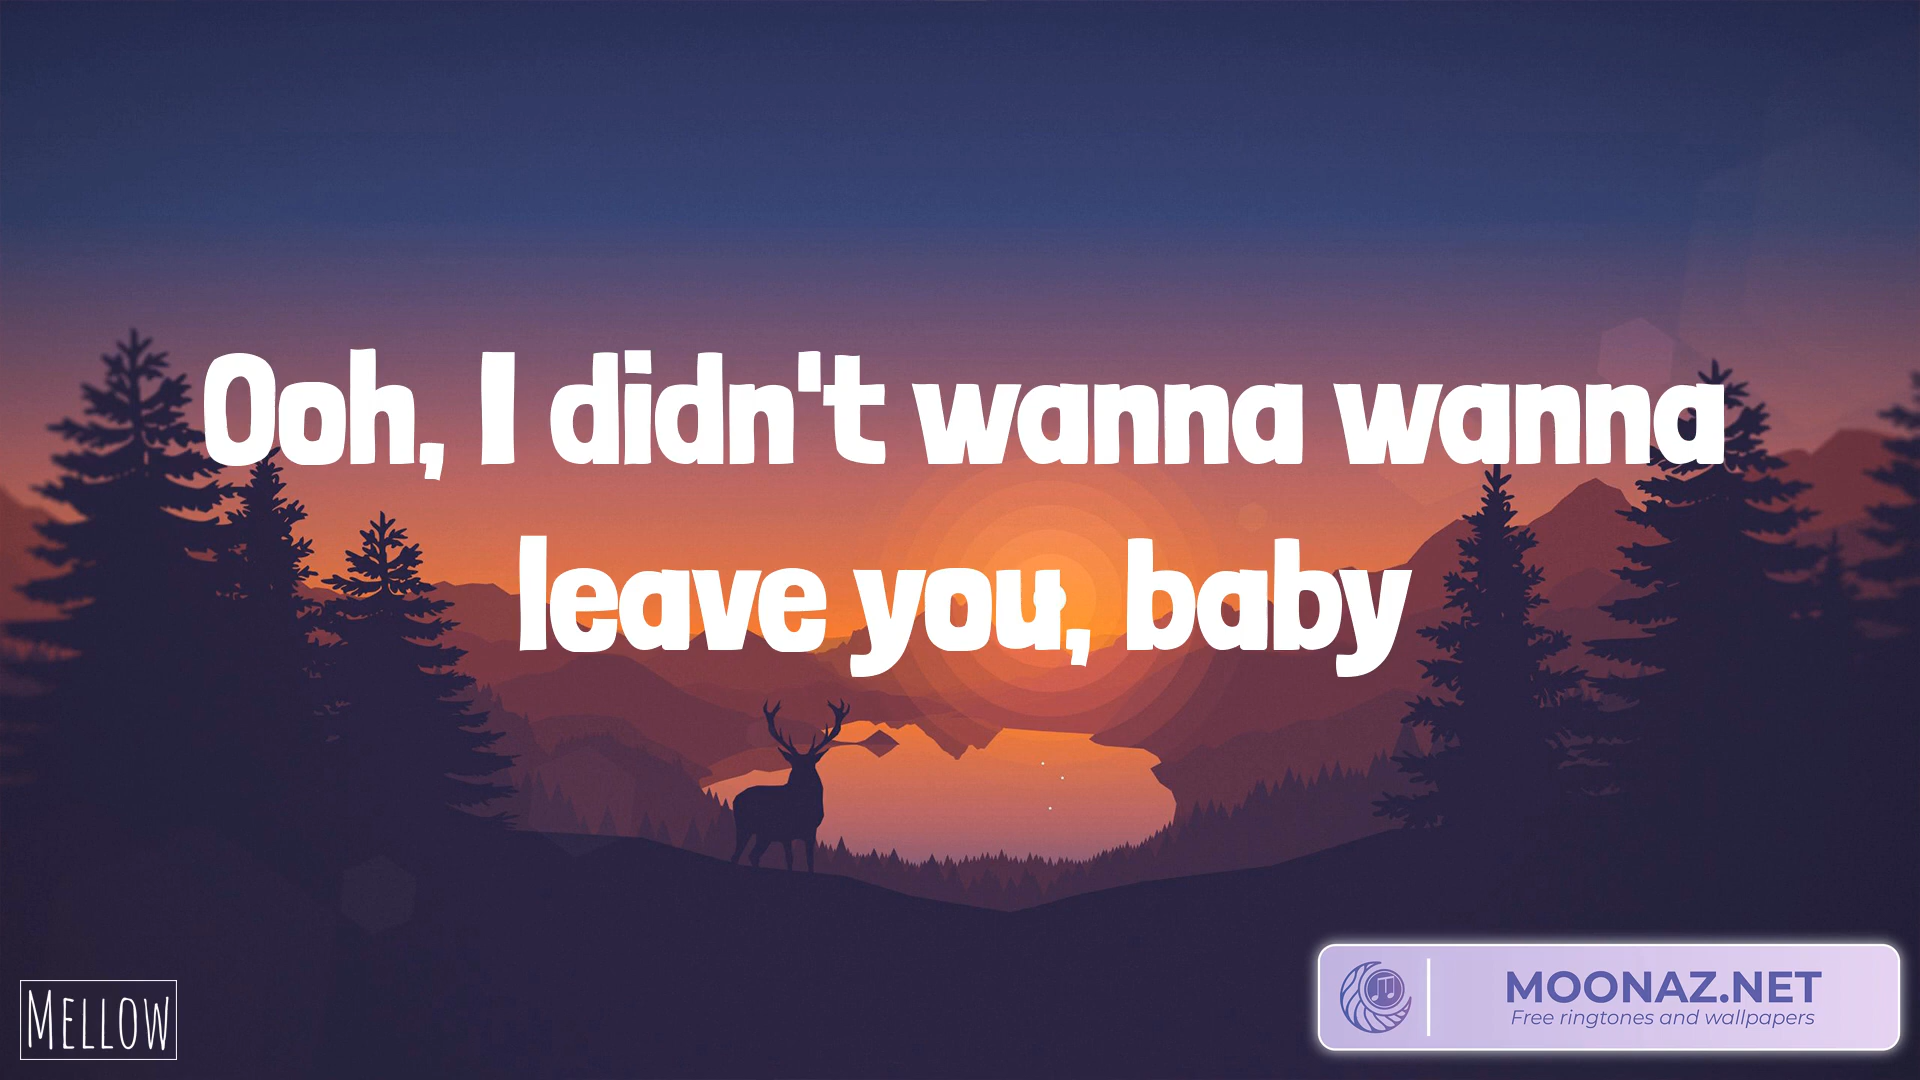 Ooh, I didn't wanna wanna
leave you, baby
MELLOW
MOONAZ.NET
Free ringtones and wallpapers